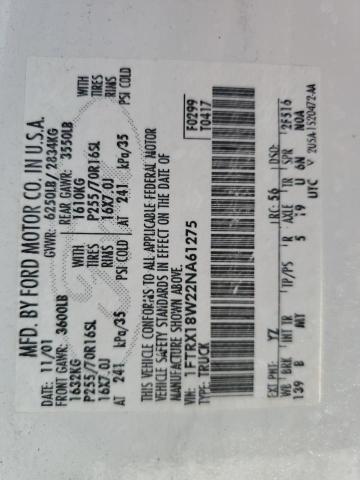 MFD. BY FORD MOTOR CO. IN U.S.A.
DATE: 11/01 GVWR: 6250LB/ 2834KG
FRONT GAWR: 3600LB REAR GAWR: 3550LB
1632KG WITH 1610KG WITH
P255/70R16SL TIRES P255/70R16SL TIRES
16X7.0J RIMS 16X7.0J RIMS
AT 241 kPa/35 PSI COLD AT 241 kPa/35 PSI COLD
THIS VEHICLE CONFORMS TO ALL APPLICABLE FEDERAL MOTOR
VEHICLE SAFETY STANDARDS IN EFFECT ON THE DATE OF
MANUFACTURE SHOWN ABOVE.
VIN: 1FTRX18W22NA61275 F0299
TYPE: TRUCK T0417
EXT PNT: YZ RC: 56 DSO:
WB BRK INT TR TP/PS R AXLE TR SPR 2F516
139 B MY 5 19 U 6N N0A
UTC